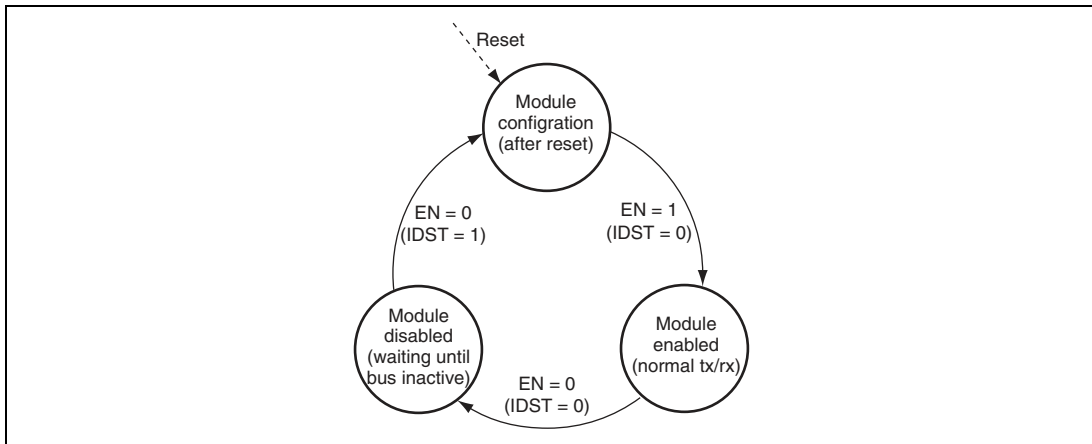 Reset
Module
configration
(after reset)
EN = 0
(IDST = 1)
EN = 1
(IDST = 0)
Module
disabled
(waiting until
bus inactive)
Module
enabled
(normal tx/rx)
EN = 0
(IDST = 0)